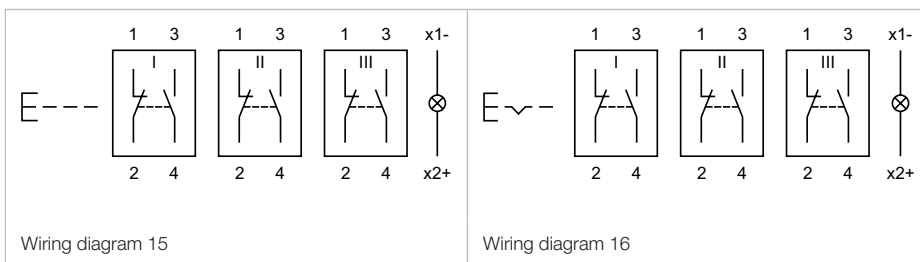 1 3 1 3 1 3 x1-
I II III
2 4 2 4 2 4 x2+
Wiring diagram 15
1 3 1 3 1 3 x1-
I II III
2 4 2 4 2 4 x2+
Wiring diagram 16